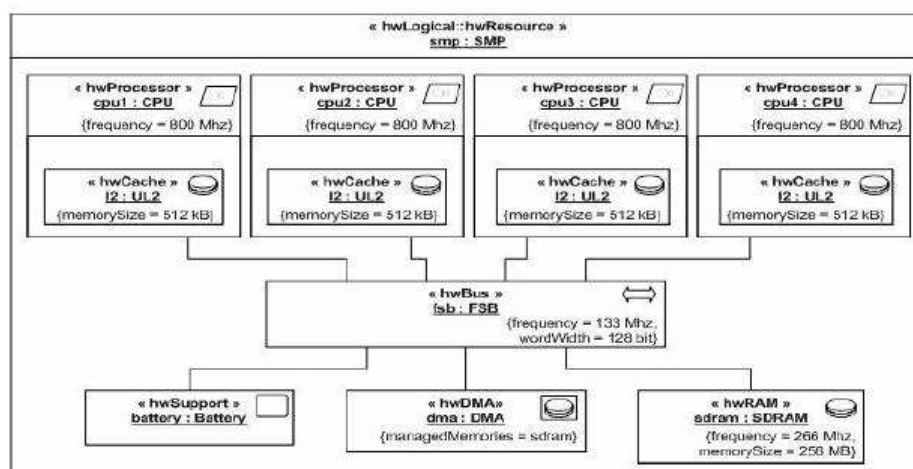 « hwLogical::hwResource »
smp : SMP
« hwProcessor »
cpu1 : CPU
{frequency = 800 Mhz}
« hwCache »
l2 : UL2
{memorySize = 512 kB}
« hwProcessor »
cpu2 : CPU
{frequency = 800 Mhz}
« hwCache »
l2 : UL2
{memorySize = 512 kB}
« hwProcessor »
cpu3 : CPU
{frequency = 800 Mhz}
« hwCache »
l2 : UL2
{memorySize = 512 kB}
« hwProcessor »
cpu4 : CPU
{frequency = 800 Mhz}
« hwCache »
l2 : UL2
{memorySize = 512 kB}
« hwBus »
fsb : FSB
{frequency = 133 Mhz,
wordWidth = 128 bit}
« hwSupport »
battery : Battery
« hwDMA»
dma : DMA
{managedMemories = sdram}
« hwRAM »
sdram : SDRAM
{frequency = 266 Mhz,
memorySize = 256 MB}